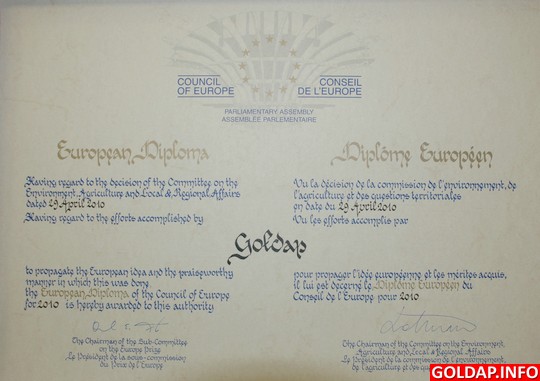 COUNCIL
OF EUROPE
CONSEIL
DE L'EUROPE
PARLIAMENTARY ASSEMBLY
ASSEMBLÉE PARLEMENTAIRE
European Diploma
Having regard to the decision of the Committee on the
Environment, Agriculture and Local & Regional Affairs
dated 29 April 2010
Having regard to the efforts accomplished by
Diplôme Européen
Vu la décision de la commission de l'environnement, de
l'agriculture et des questions territoriales
en date du 29 April 2010
Vu les efforts accomplis par
Goldap
to propagate the European idea and the praiseworthy
manner in which this was done
the European Diploma of the Council of Europe
for 2010 is hereby awarded to this authority
pour propager l'idée européenne et les mérites acquis,
il lui est décerné le Diplôme Européen du
Conseil de l'Europe pour 2010
The Chairman of the Sub-Committee
on the Europe Prize
Le Président de la sous-commission
du Prix de l'Europe
The Chairman of the Committee on the Environment,
Agriculture and Local & Regional Affairs
Le Président de la commission de l'environnement,
de l'agriculture et des
GOLDAP.INFO